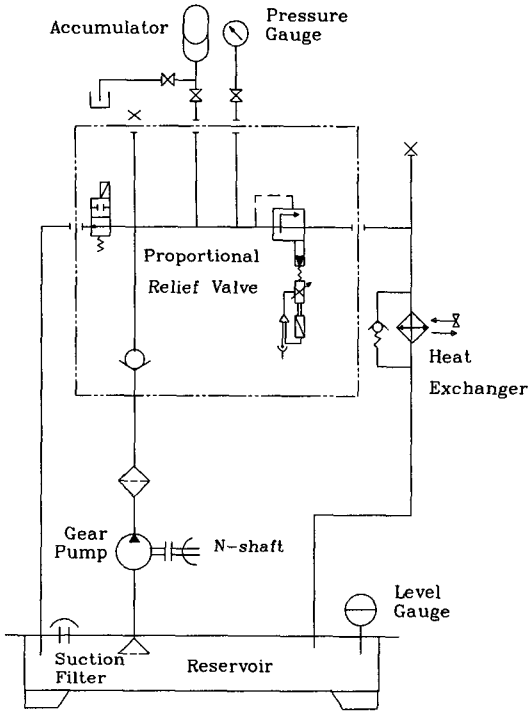 Accumulator
Pressure
Gauge
Proportional
Relief Valve
Heat
Exchanger
Gear
Pump
N-shaft
Level
Gauge
Suction
Filter
Reservoir